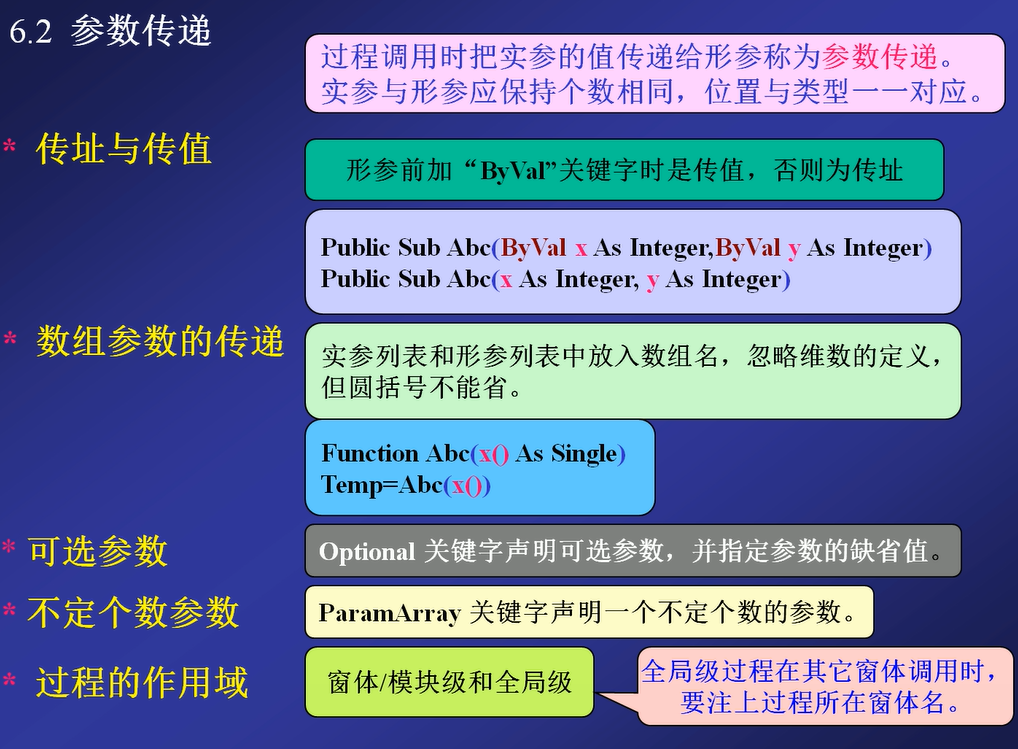 6.2 参数传递
过程调用时把实参的值传递给形参称为参数传递。
实参与形参应保持个数相同，位置与类型一一对应。
* 传址与传值
形参前加“ByVal”关键字时是传值，否则为传址
Public Sub Abc(ByVal x As Integer,ByVal y As Integer)
Public Sub Abc(x As Integer, y As Integer)
* 数组参数的传递
实参列表和形参列表中放入数组名，忽略维数的定义，
但圆括号不能省。
Function Abc(x() As Single)
Temp=Abc(x())
* 可选参数
Optional 关键字声明可选参数，并指定参数的缺省值。
* 不定个数参数
ParamArray 关键字声明一个不定个数的参数。
* 过程的作用域
窗体/模块级和全局级
全局级过程在其它窗体调用时，
要注上过程所在窗体名。